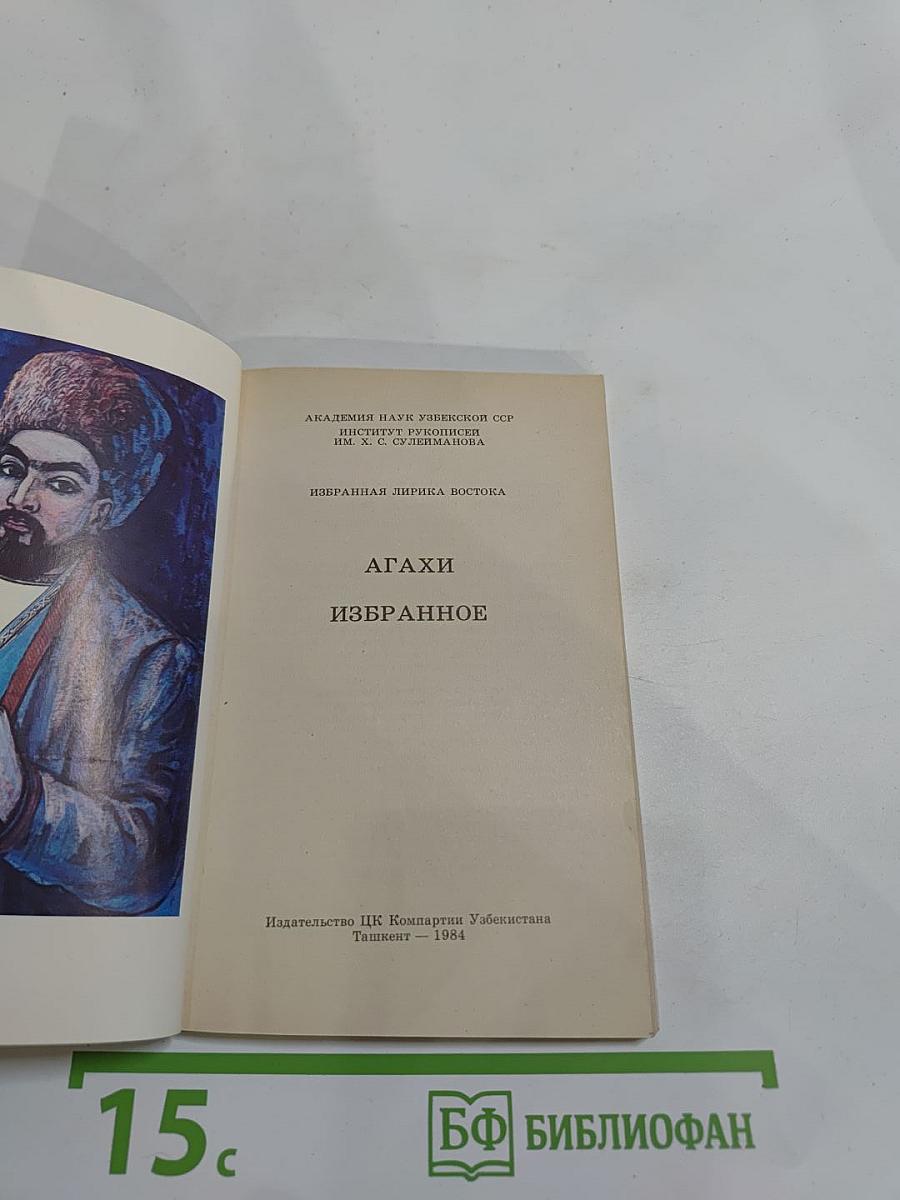 АКАДЕМИЯ НАУК УЗБЕКСКОЙ ССР
ИНСТИТУТ РУКОПИСЕЙ
ИМ. Х. С. СУЛЕЙМАНОВА
ИЗБРАННАЯ ЛИРИКА ВОСТОКА
АГАХИ
ИЗБРАННОЕ
Издательство ЦК Компартии Узбекистана
Ташкент — 1984
15 с
БФ БИБЛИОФАН